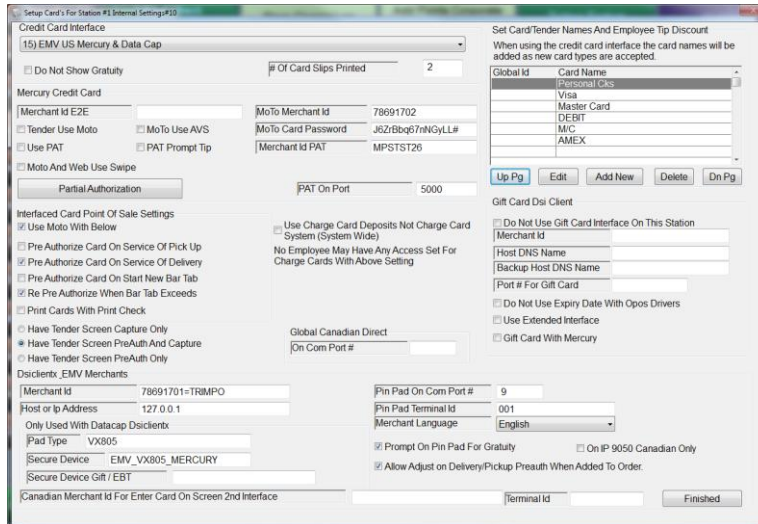 Setup Card's For Station #1 Internal Settings#10
Credit Card Interface
15) EMV US Mercury & Data Cap
Do Not Show Gratuity
# Of Card Slips Printed 2
Mercury Credit Card
Merchant Id E2E
MoTo Merchant Id 78691702
Tender Use Moto
MoTo Use AVS
MoTo Card Password J6ZrBbq67nNGyLL#
Use PAT
PAT Prompt Tip
Merchant Id PAT MPSTST26
Moto And Web Use Swipe
Partial Authorization
PAT On Port 5000
Interfaced Card Point Of Sale Settings
Use Moto With Below
Pre Authorize Card On Service Of Pick Up
Pre Authorize Card On Service Of Delivery
Pre Authorize Card On Start New Bar Tab
Re Pre Authorize When Bar Tab Exceeds
Print Cards With Print Check
Have Tender Screen Capture Only
Have Tender Screen PreAuth And Capture
Have Tender Screen PreAuth Only
Use Charge Card Deposits Not Charge Card
System (System Wide)
No Employee May Have Any Access Set For
Charge Cards With Above Setting
Global Canadian Direct
On Com Port #
Set Card/Tender Names And Employee Tip Discount
When using the credit card interface the card names will be
added as new card types are accepted.
Global Id Card Name
Personal Cks
Visa
Master Card
DEBIT
M/C
AMEX
Up Pg
Edit
Add New
Delete
Dn Pg
Gift Card Dsi Client
Do Not Use Gift Card Interface On This Station
Merchant Id
Host DNS Name
Backup Host DNS Name
Port # For Gift Card
Do Not Use Expiry Date With Opos Drivers
Use Extended Interface
Gift Card With Mercury
Dsiclientx ,EMV Merchants
Merchant Id 78691701=TRIMPO
Host or Ip Address 127.0.0.1
Only Used With Datacap Dsiclientx
Pad Type VX805
Secure Device EMV_VX805_MERCURY
Secure Device Gift / EBT
Pin Pad On Com Port # 9
Pin Pad Terminal Id 001
Merchant Language English
Prompt On Pin Pad For Gratuity
On IP 9050 Canadian Only
Allow Adjust on Delivery/Pickup Preauth When Added To Order.
Canadian Merchant Id For Enter Card On Screen 2nd Interface
Terminal Id
Finished